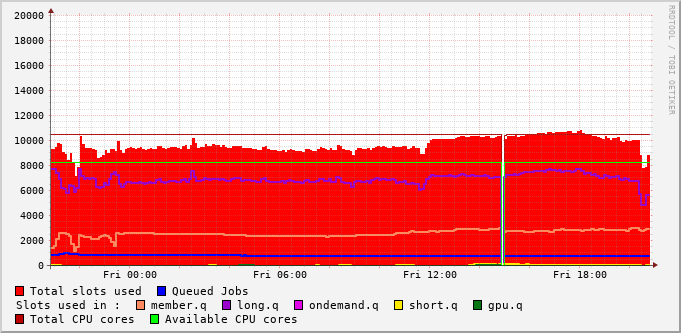 20000
18000
16000
14000
12000
10000
8000
6000
4000
2000
0
Fri 00:00 Fri 06:00 Fri 12:00 Fri 18:00
RRDTOOL / TOBI OETIKER
Total slots used Queued Jobs
Slots used in : member.q long.q ondemand.q short.q gpu.q
Total CPU cores Available CPU cores